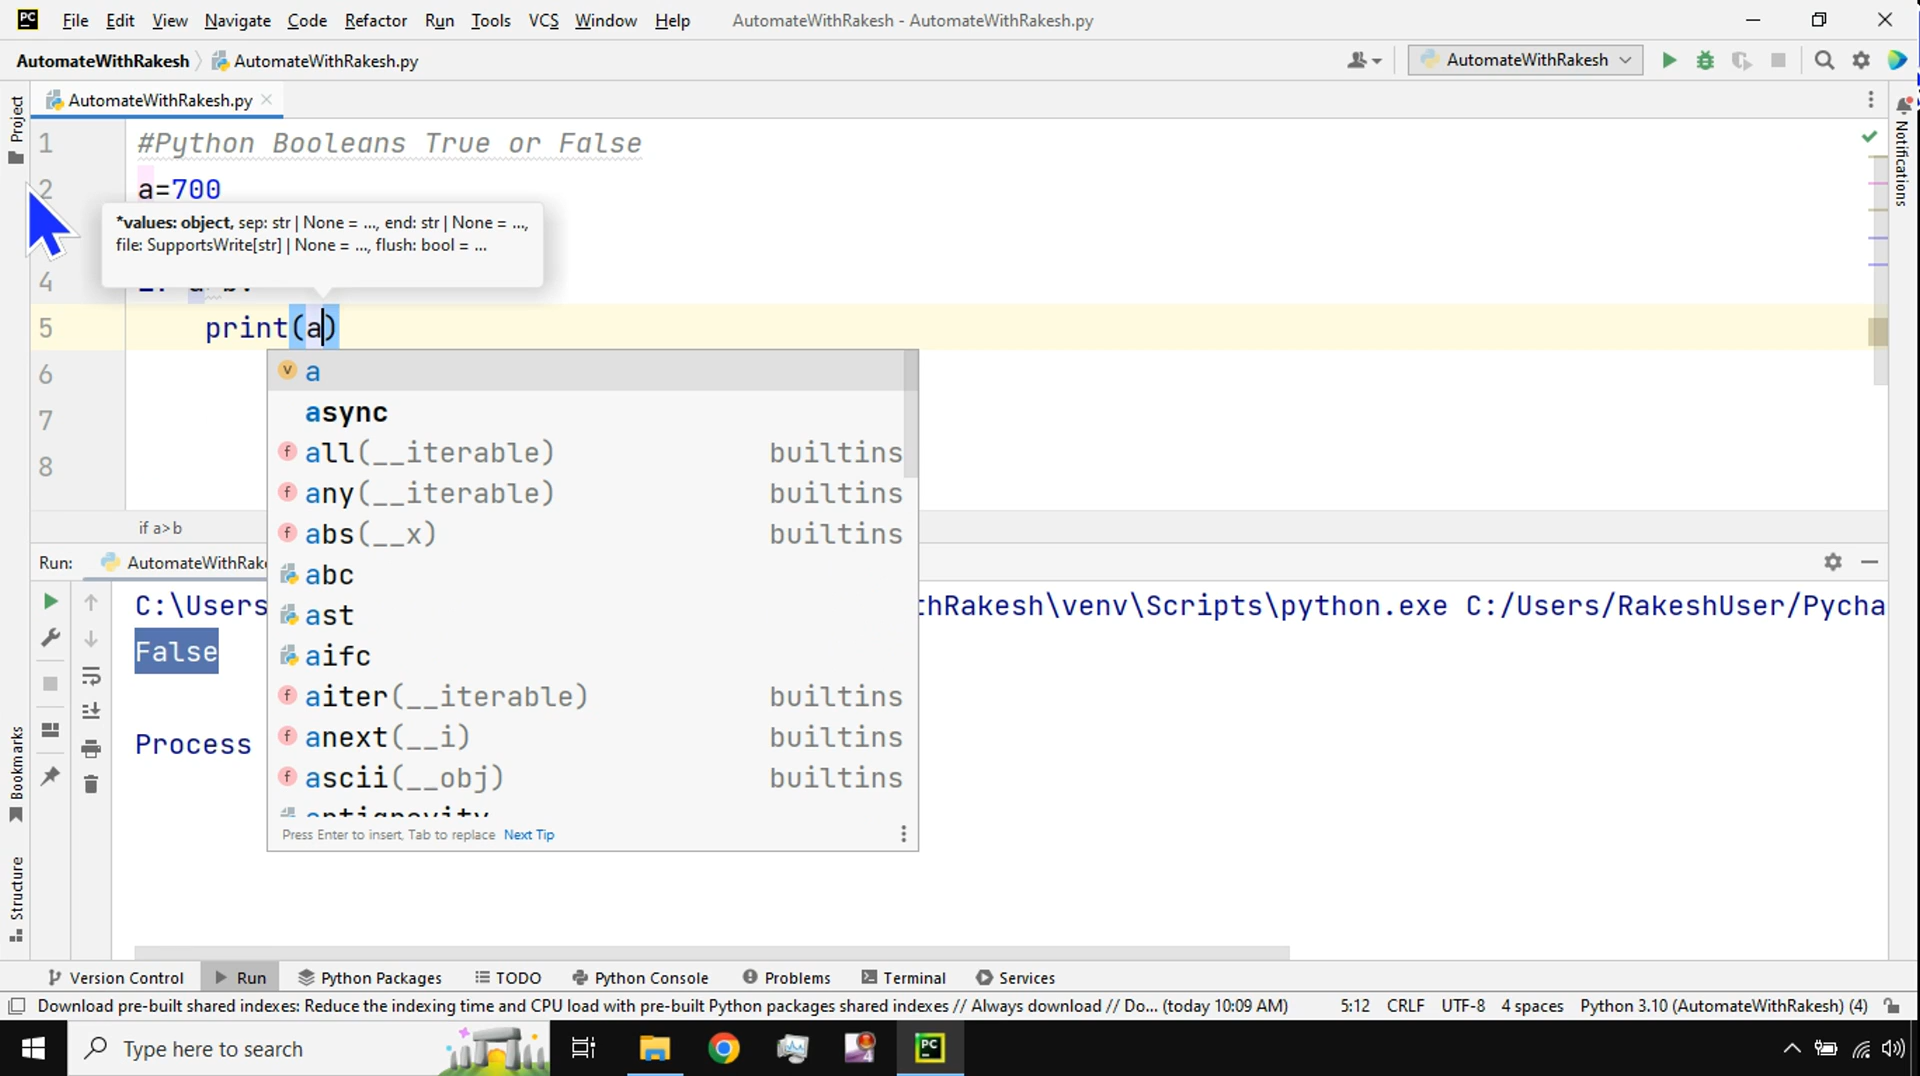 PC File Edit View Navigate Code Refactor Run Tools VCS Window Help AutomateWithRakesh - AutomateWithRakesh.py
AutomateWithRakesh AutomateWithRakesh.py AutomateWithRakesh
Project
AutomateWithRakesh.py
Notifications
1 #Python Booleans True or False
2 a=700
*values: object, sep: str | None = ..., end: str | None = ...,
file: SupportsWrite[str] | None = ..., flush: bool = ...
4
5 print(a)
6
7
8
a
async
all(__iterable) builtins
any(__iterable) builtins
abs(__x) builtins
abc
ast
aifc
aiter(__iterable) builtins
anext(__i) builtins
ascii(__obj) builtins
Press Enter to insert, Tab to replace Next Tip
if a>b
Run: AutomateWithRake
C:\Users thRakesh\venv\Scripts\python.exe C:/Users/RakeshUser/Pycha
False
Process
Bookmarks
Structure
Version Control Run Python Packages TODO Python Console Problems Terminal Services
Download pre-built shared indexes: Reduce the indexing time and CPU load with pre-built Python packages shared indexes // Always download // Do... (today 10:09 AM) 5:12 CRLF UTF-8 4 spaces Python 3.10 (AutomateWithRakesh) (4)
Type here to search 4 PC